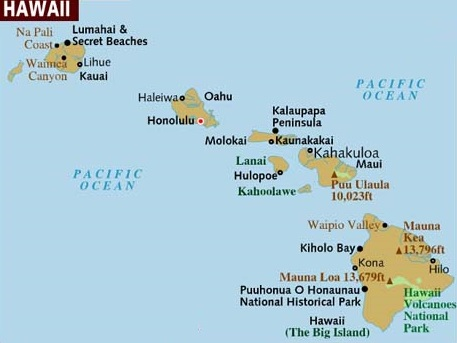 HAWAII
Na Pali
Coast
Lumahai &
Secret Beaches
Waimea
Canyon
Lihue
Kauai
Haleiwa
Oahu
Honolulu
PACIFIC
OCEAN
Kalaupapa
Peninsula
Molokai
Kaunakakai
Kahakuloa
Lanai
Maui
Hulopoe
Puu Ulaula
10,023ft
Kahoolawe
PACIFIC
OCEAN
Waipio Valley
Mauna
Kea
13,796ft
Kiholo Bay
Kona
Hilo
Mauna Loa 13,679ft
Puuhonua O Honaunau
National Historical Park
Hawaii
Volcanoes
National
Park
Hawaii
(The Big Island)